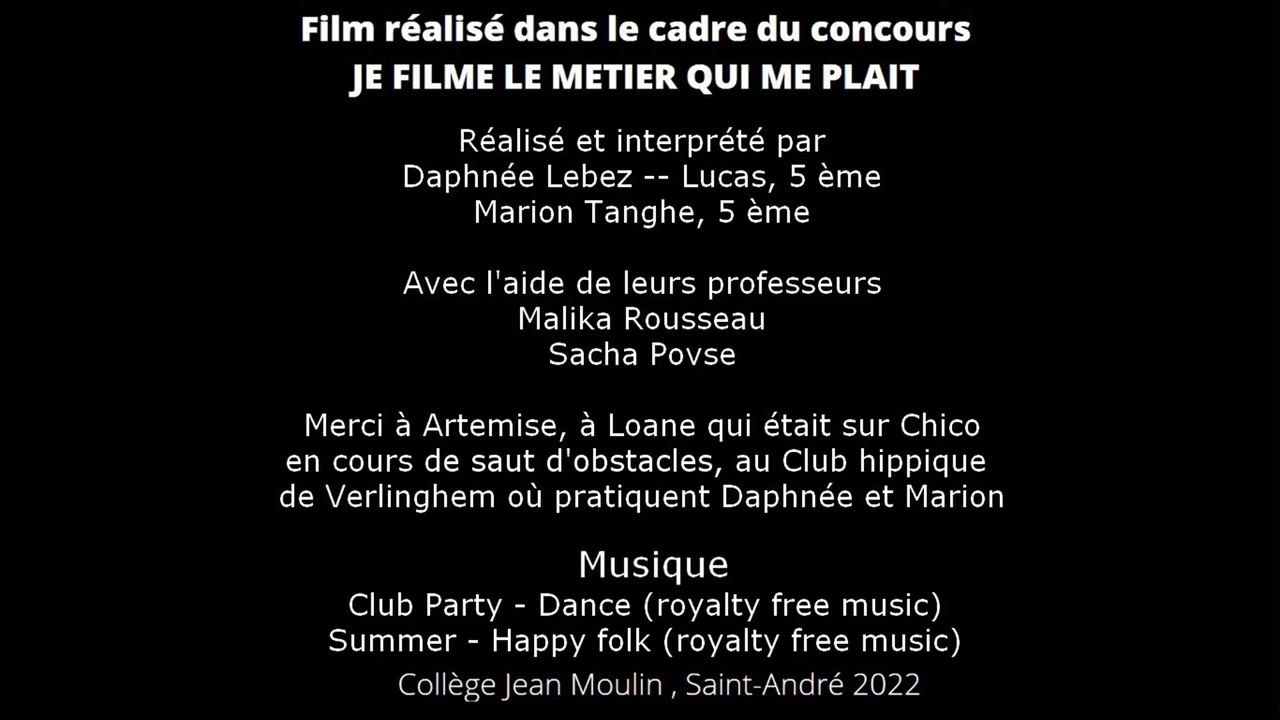 Film réalisé dans le cadre du concours
JE FILME LE METIER QUI ME PLAIT
Réalisé et interprété par
Daphnée Lebez -- Lucas, 5 ème
Marion Tanghe, 5 ème
Avec l'aide de leurs professeurs
Malika Rousseau
Sacha Povse
Merci à Artemise, à Loane qui était sur Chico
en cours de saut d'obstacles, au Club hippique
de Verlinghem où pratiquent Daphnée et Marion
Musique
Club Party - Dance (royalty free music)
Summer - Happy folk (royalty free music)
Collège Jean Moulin , Saint-André 2022